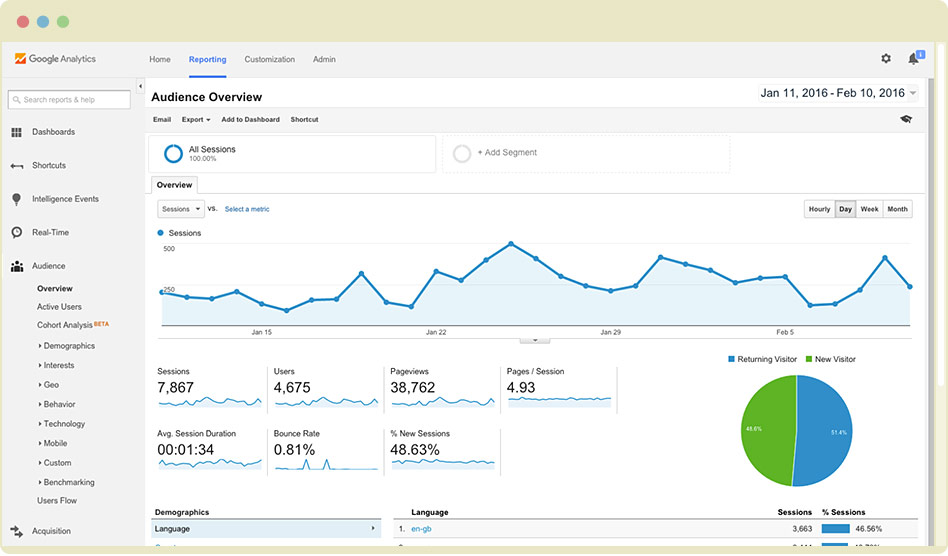 Google Analytics
Home Reporting Customization Admin
1
Search reports & help
Audience Overview
Jan 11, 2016 - Feb 10, 2016
Email Export Add to Dashboard Shortcut
Dashboards
Shortcuts
Intelligence Events
Real-Time
Audience
Overview
Active Users
Cohort Analysis BETA
Demographics
Interests
Geo
Behavior
Technology
Mobile
Custom
Benchmarking
Users Flow
Acquisition
All Sessions
100.00%
+ Add Segment
Overview
Sessions VS. Select a metric
Hourly Day Week Month
Sessions
500
250
Jan 15 Jan 22 Jan 29 Feb 5
Sessions
7,867
Users
4,675
Pageviews
38,762
Pages / Session
4.93
Avg. Session Duration
00:01:34
Bounce Rate
0.81%
% New Sessions
48.63%
Returning Visitor New Visitor
48.6%
51.4%
Demographics
Language
Language Sessions % Sessions
1. en-gb 3,663 46.56%